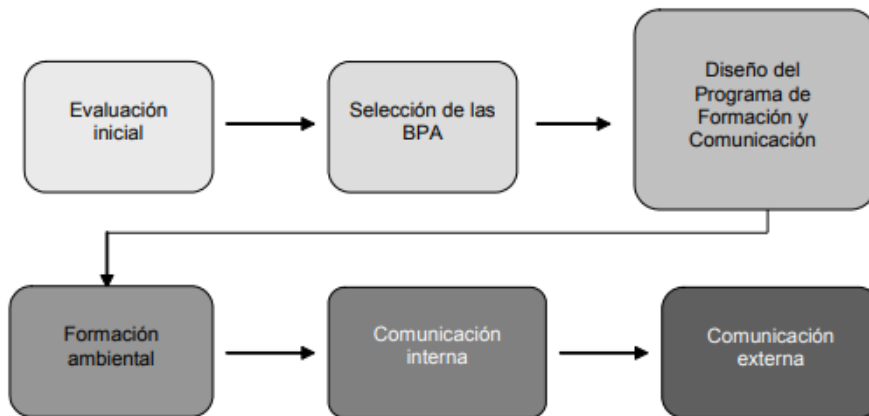 Evaluación
inicial
Selección de las
BPA
Diseño del
Programa de
Formación y
Comunicación
Formación
ambiental
Comunicación
interna
Comunicación
externa